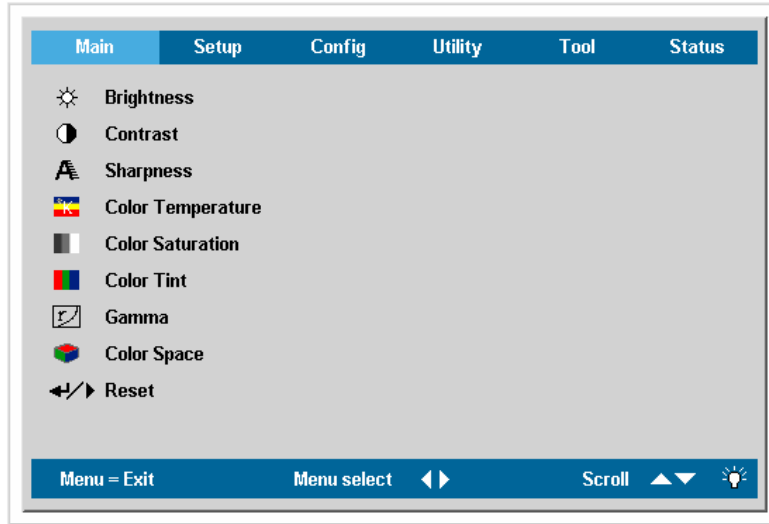 Main Setup Config Utility Tool Status
Brightness
Contrast
Sharpness
Color Temperature
Color Saturation
Color Tint
Gamma
Color Space
Reset
Menu = Exit Menu select Scroll